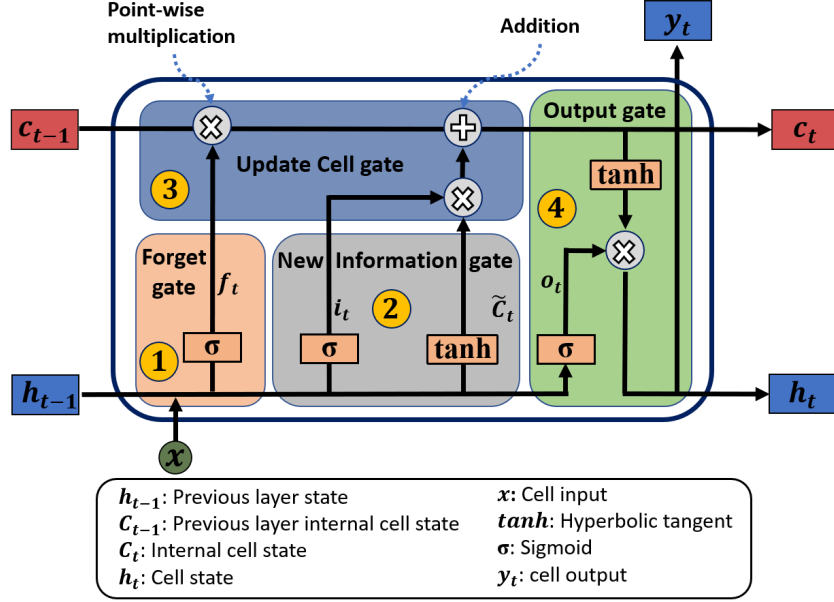 Point-wise
multiplication
Addition
y_t
c_{t-1}
Output gate
c_t
tanh
Update Cell gate
3
4
Forget
gate
New Information gate
f_t
i_t
2
C̃_t
o_t
1
σ
σ
tanh
σ
h_{t-1}
h_t
x
h_{t-1}: Previous layer state
C_{t-1}: Previous layer internal cell state
C_t: Internal cell state
h_t: Cell state
x: Cell input
tanh: Hyperbolic tangent
σ: Sigmoid
y_t: cell output